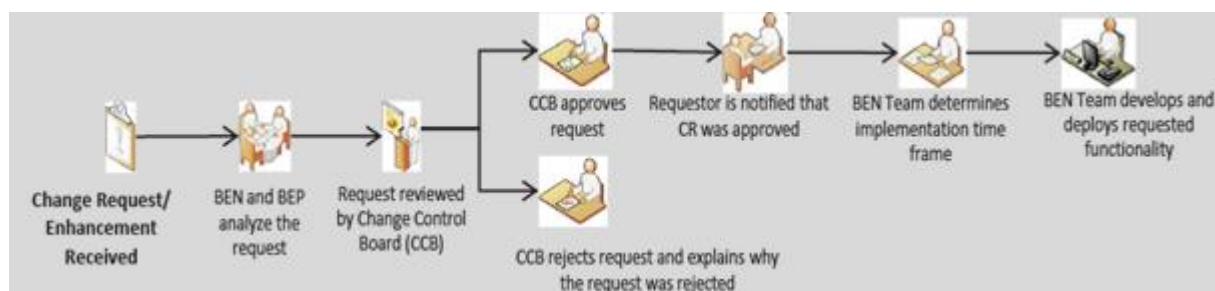 Change Request/
Enhancement
Received
BEN and BEP
analyze the
request
Request reviewed
by Change Control
Board (CCB)
CCB approves
request
Requestor is notified that
CR was approved
BEN Team determines
implementation time
frame
BEN Team develops and
deploys requested
functionality
CCB rejects request and explains why
the request was rejected